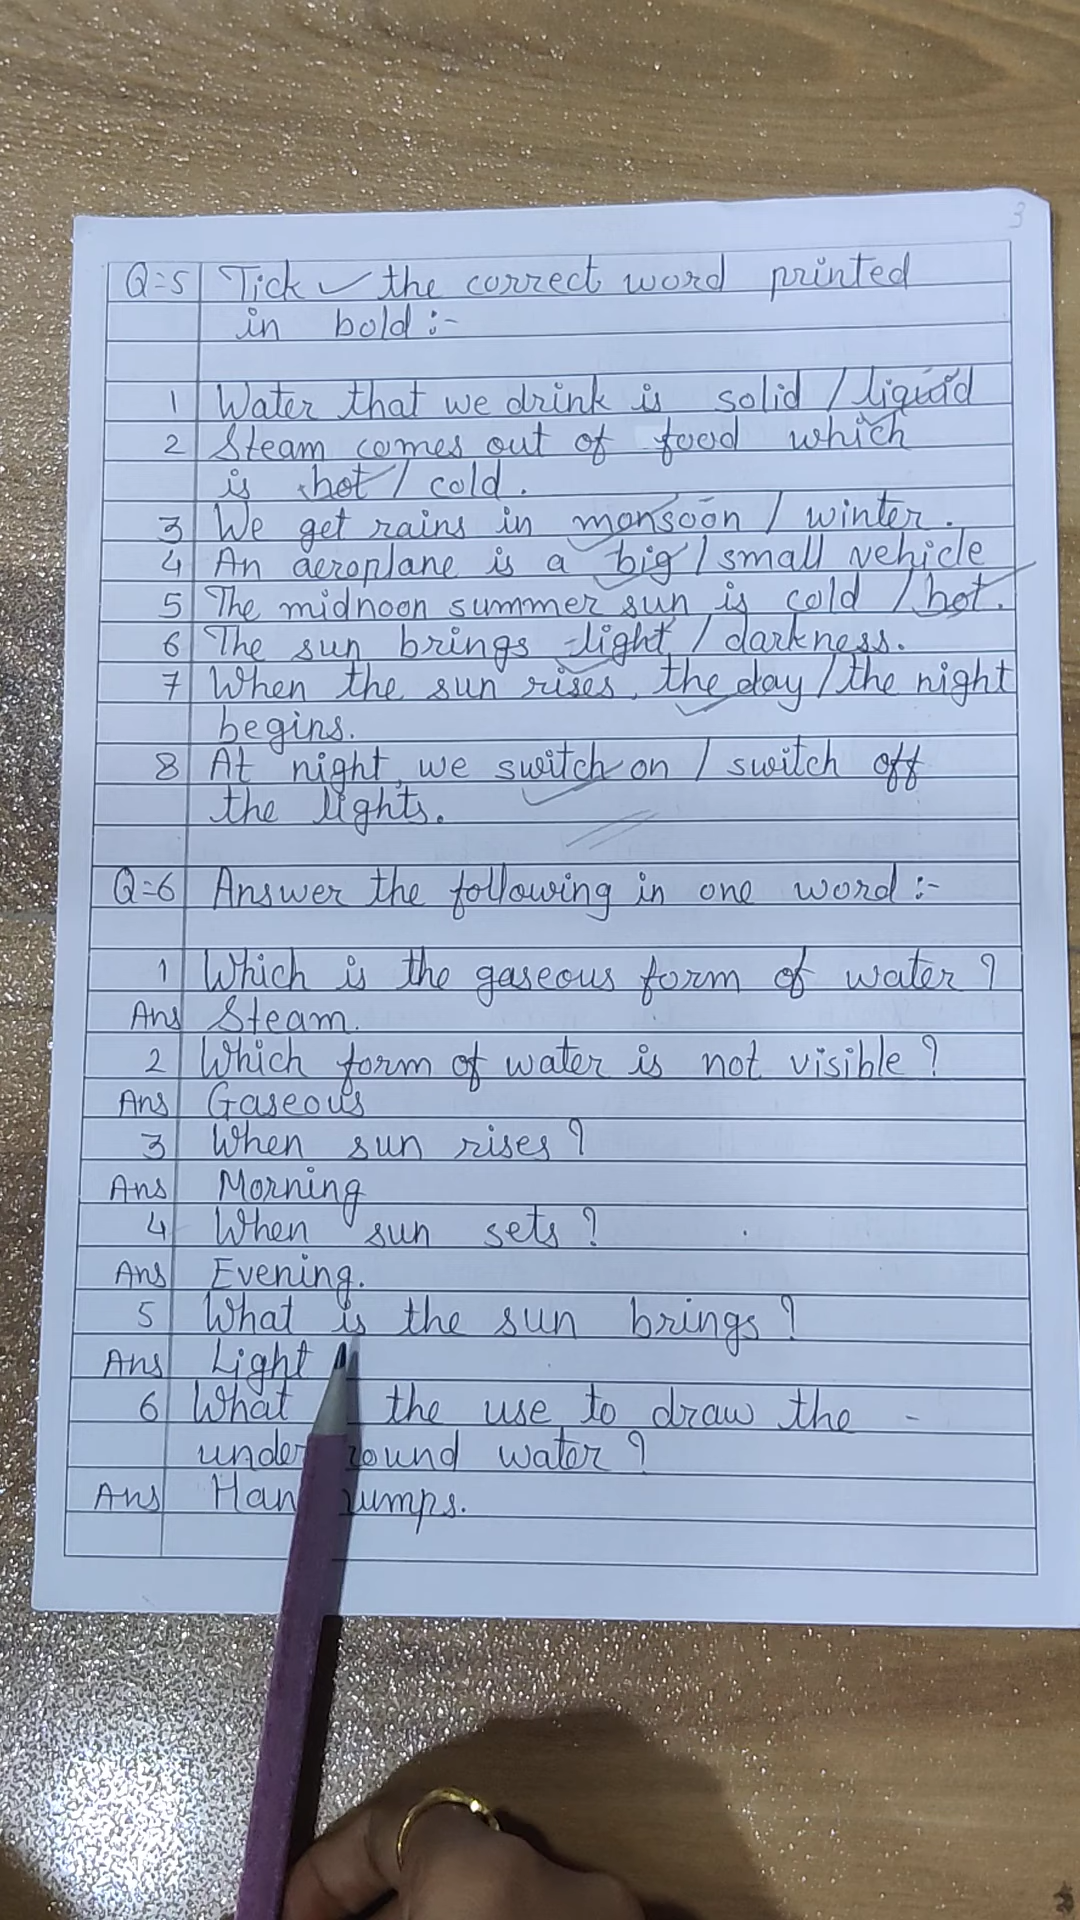 3
Q=5 Tick ✓ the correct word printed
in bold :-
1 Water that we drink is solid / liquid
2 Steam comes out of food which
is hot / cold.
3 We get rains in monsoon / winter.
4 An aeroplane is a big / small vehicle
5 The midnoon summer sun is cold / hot.
6 The sun brings light / darkness.
7 When the sun rises, the day / the night
begins.
8 At night, we switch on / switch off
the lights.
Q=6 Answer the following in one word :-
1 Which is the gaseous form of water ?
Ans Steam.
2 Which form of water is not visible ?
Ans Gaseous
3 When sun rises ?
Ans Morning
4 When sun sets ?
Ans Evening.
5 What is the sun brings ?
Ans Light
6 What the use to draw the -
water ?
Ans